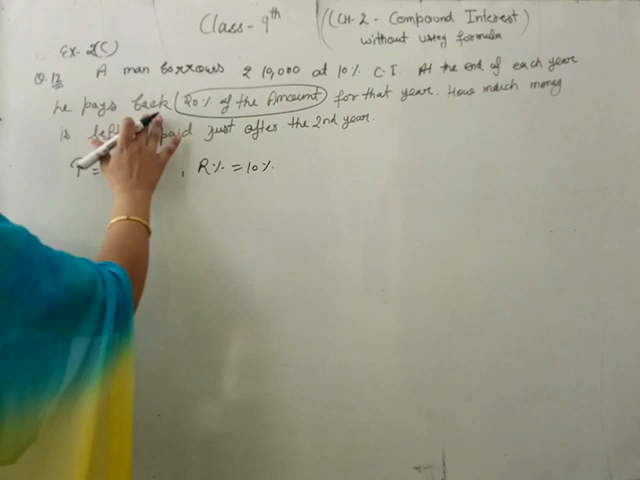 Class - 9th
(CH-2 - Compound Interest)
without using formula
Ex. 2(C)
Q.12 A man borrows ₹ 10,000 at 10% C.I. At the end of each year
he pays back (20% of the Amount) for that year. How much money
is left paid just after the 2nd year.
P = , R% = 10%